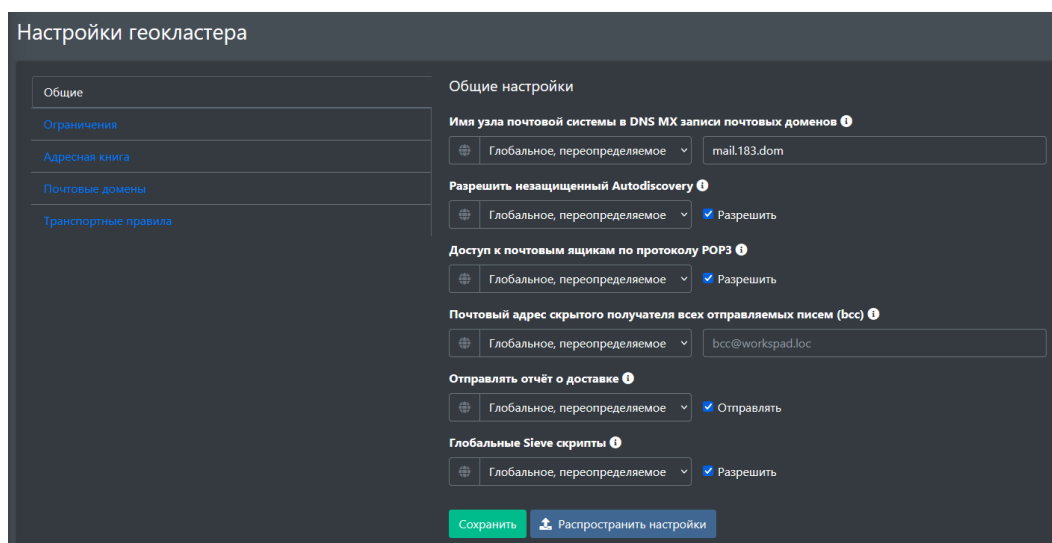 Настройки геокластера
Общие
Ограничения
Адресная книга
Почтовые домены
Транспортные правила
Общие настройки
Имя узла почтовой системы в DNS MX записи почтовых доменов
Глобальное, переопределяемое mail.183.dom
Разрешить незащищенный Autodiscovery
Глобальное, переопределяемое Разрешить
Доступ к почтовым ящикам по протоколу POP3
Глобальное, переопределяемое Разрешить
Почтовый адрес скрытого получателя всех отправляемых писем (bcc)
Глобальное, переопределяемое bcc@workspad.loc
Отправлять отчёт о доставке
Глобальное, переопределяемое Отправлять
Глобальные Sieve скрипты
Глобальное, переопределяемое Разрешить
Сохранить Распространить настройки